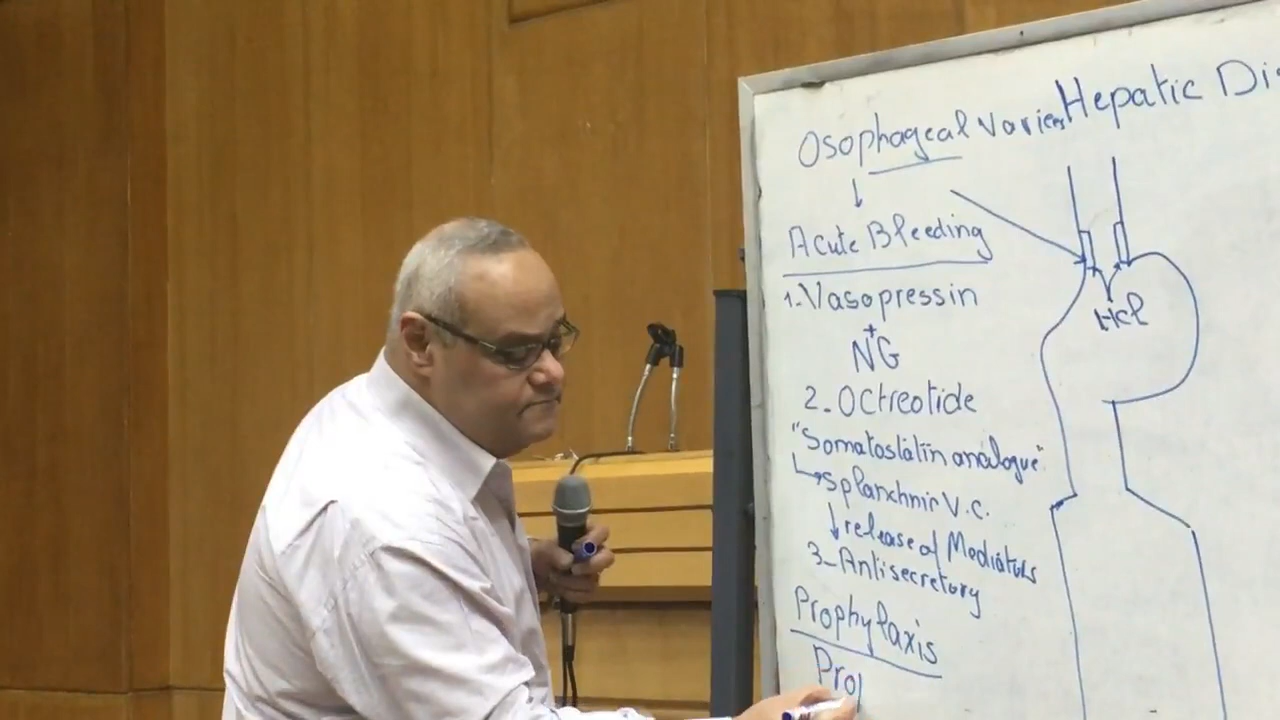 Hepatic Di
Osophageal Varices
↓
Acute Bleeding
1-Vasopressin
+
NG
2-Octreotide
"Somatostatin analogue"
↳Splanchnic V.C.
↓release of Mediators
3-Antisecretory
Prophylaxis
Pro
Hcl